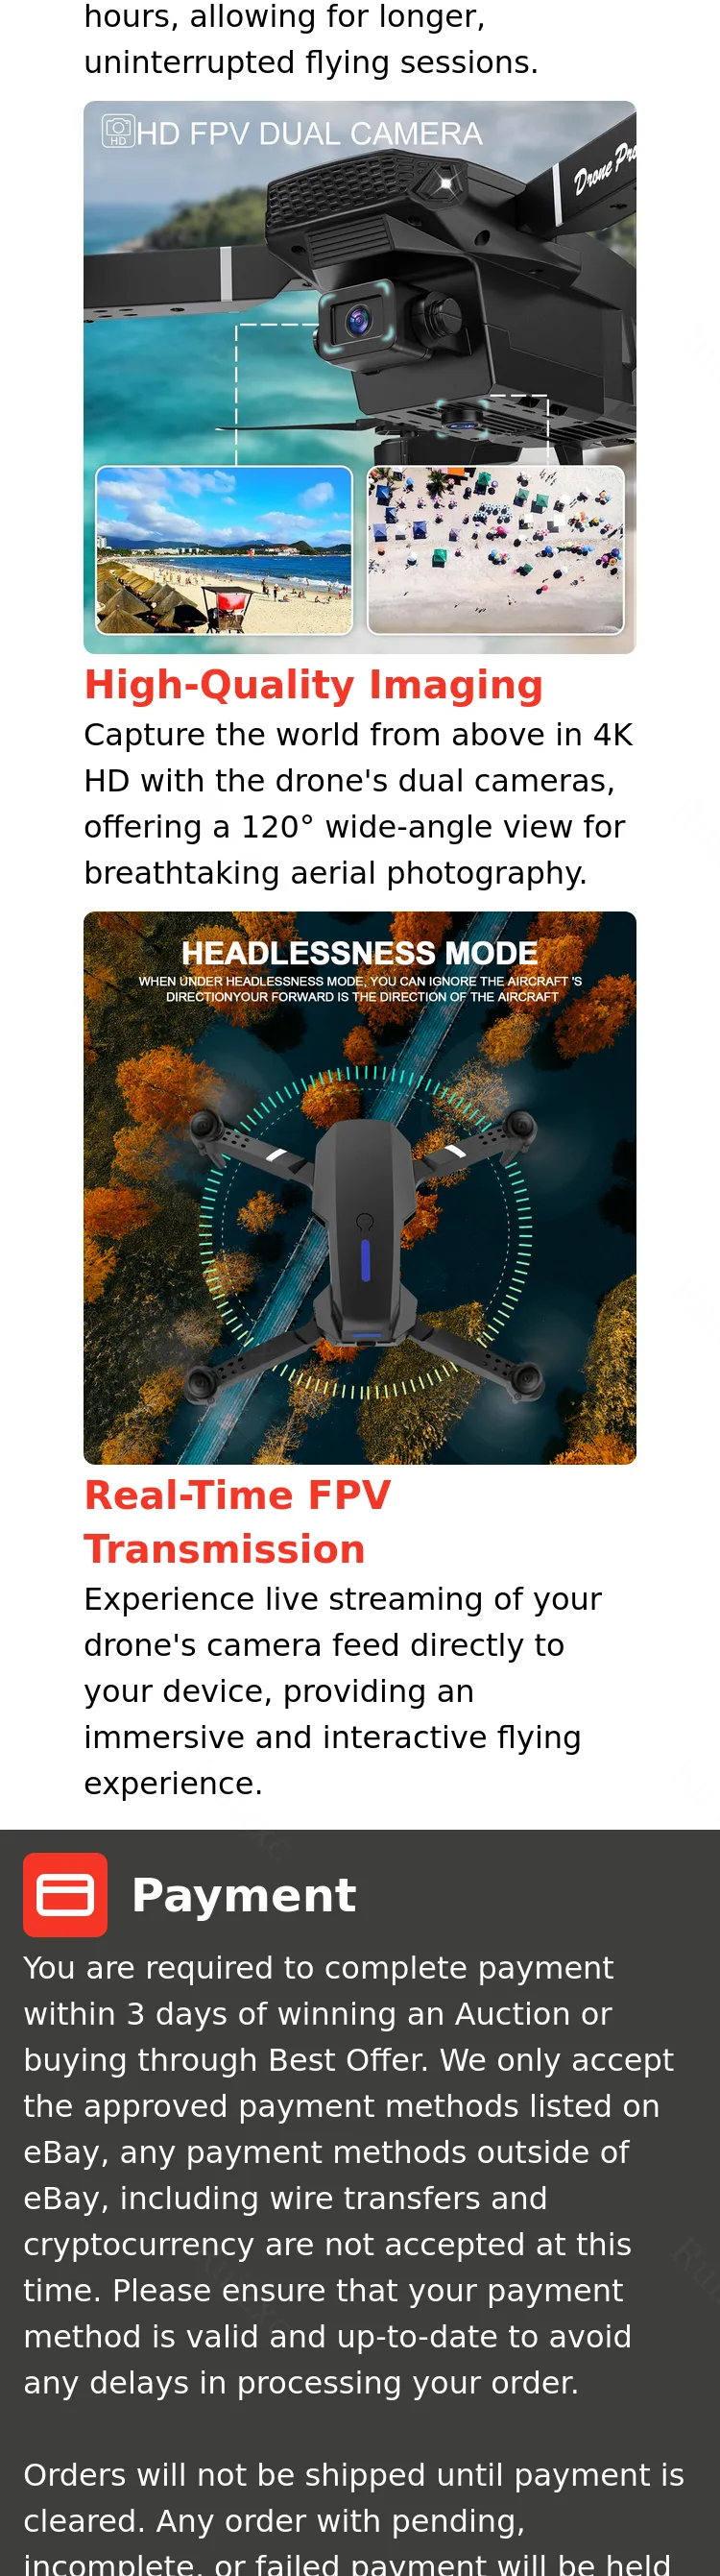 hours, allowing for longer,
uninterrupted flying sessions.
HD
HD FPV DUAL CAMERA
Drone Pro
High-Quality Imaging
Capture the world from above in 4K
HD with the drone's dual cameras,
offering a 120° wide-angle view for
breathtaking aerial photography.
HEADLESSNESS MODE
WHEN UNDER HEADLESSNESS MODE, YOU CAN IGNORE THE AIRCRAFT 'S
DIRECTIONYOUR FORWARD IS THE DIRECTION OF THE AIRCRAFT
Real-Time FPV
Transmission
Experience live streaming of your
drone's camera feed directly to
your device, providing an
immersive and interactive flying
experience.
Payment
You are required to complete payment
within 3 days of winning an Auction or
buying through Best Offer. We only accept
the approved payment methods listed on
eBay, any payment methods outside of
eBay, including wire transfers and
cryptocurrency are not accepted at this
time. Please ensure that your payment
method is valid and up-to-date to avoid
any delays in processing your order.
Orders will not be shipped until payment is
cleared. Any order with pending,
incomplete, or failed payment will be held